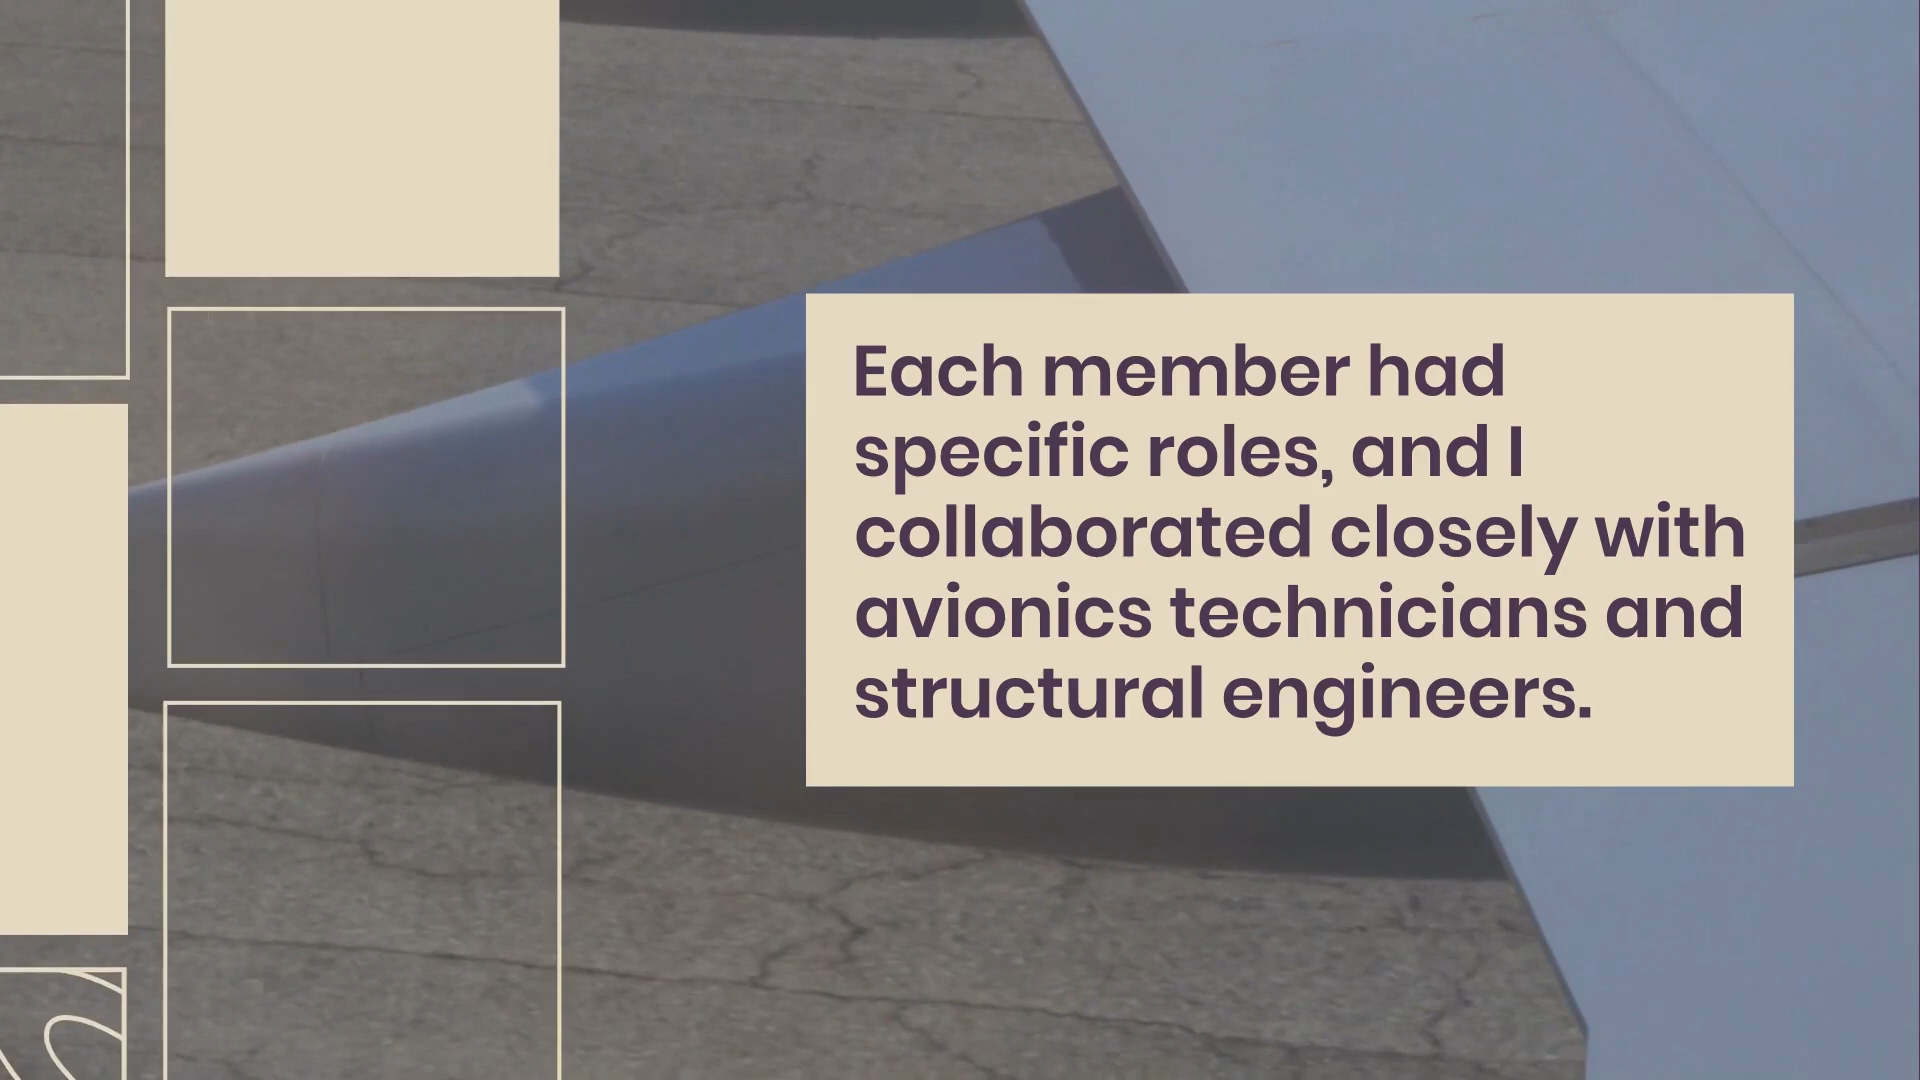 Each member had
specific roles, and I
collaborated closely with
avionics technicians and
structural engineers.